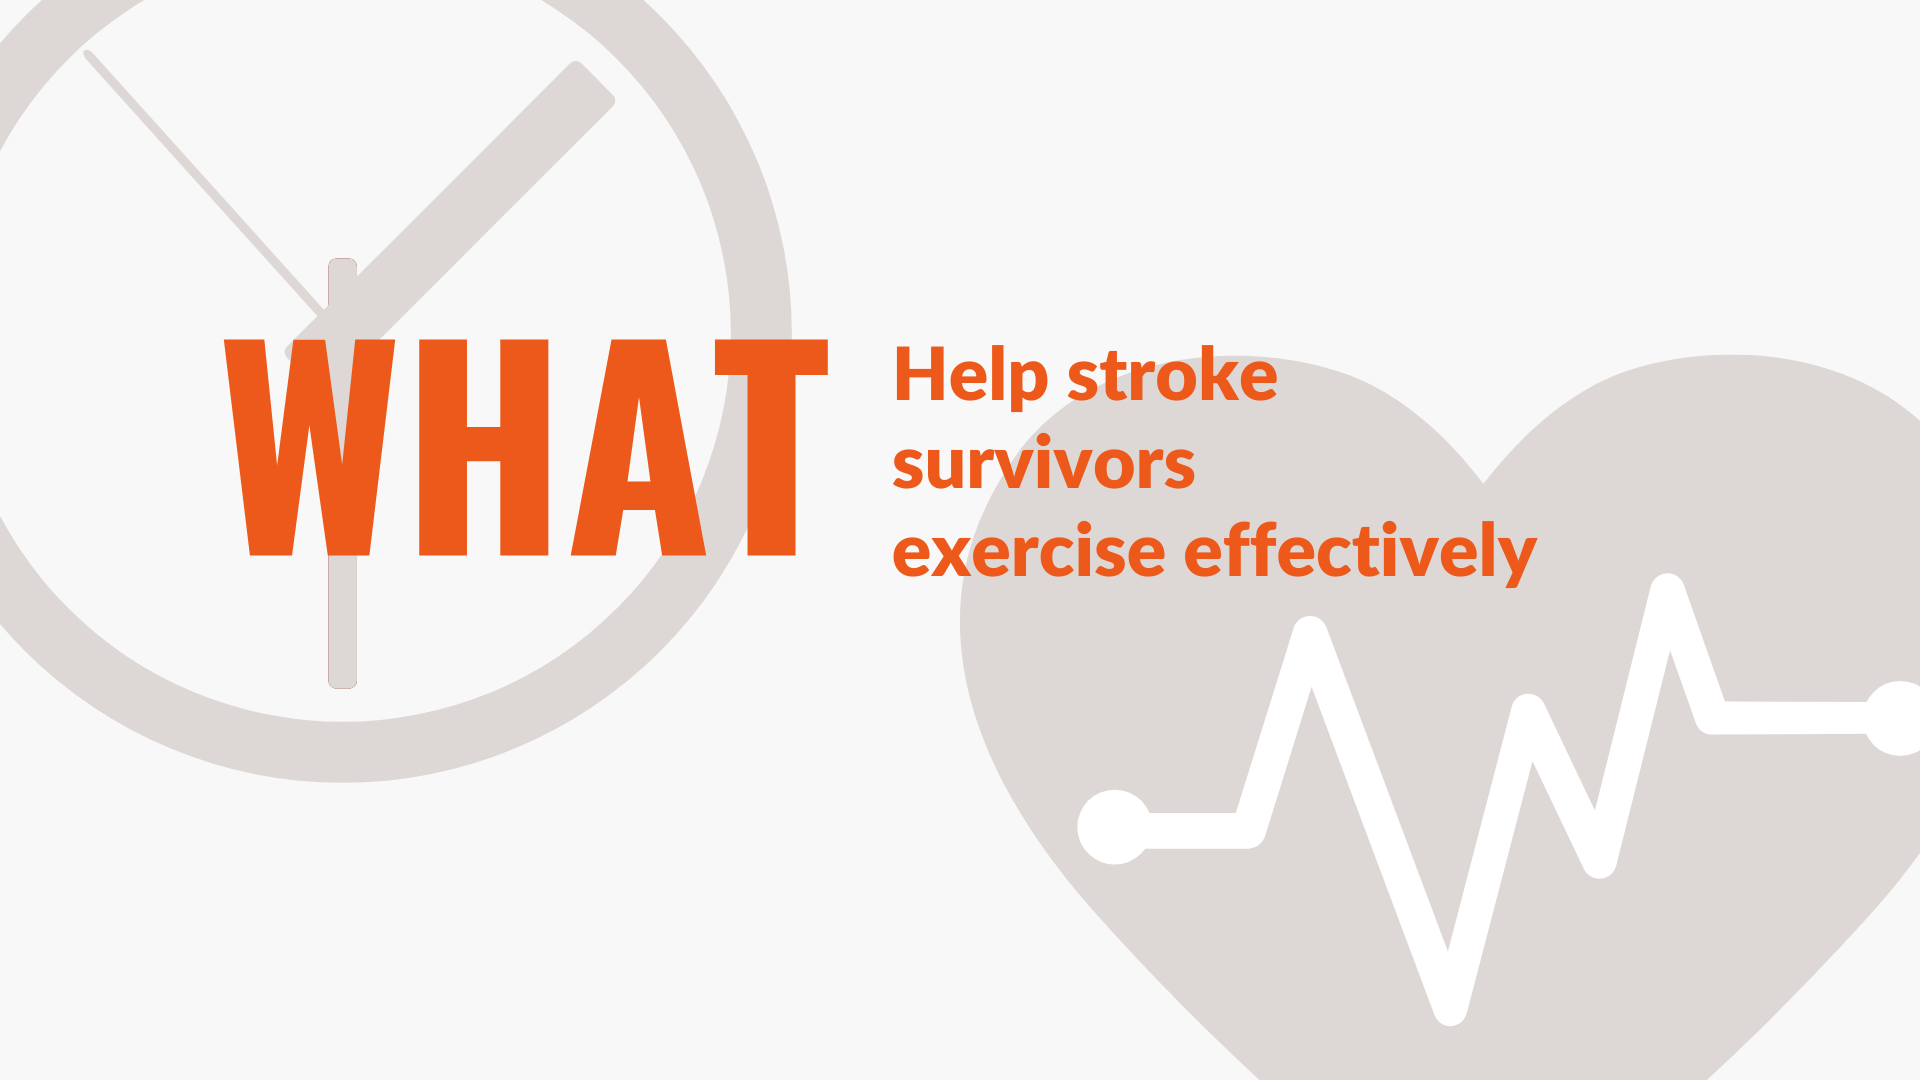 WHAT
Help stroke
survivors
exercise effectively